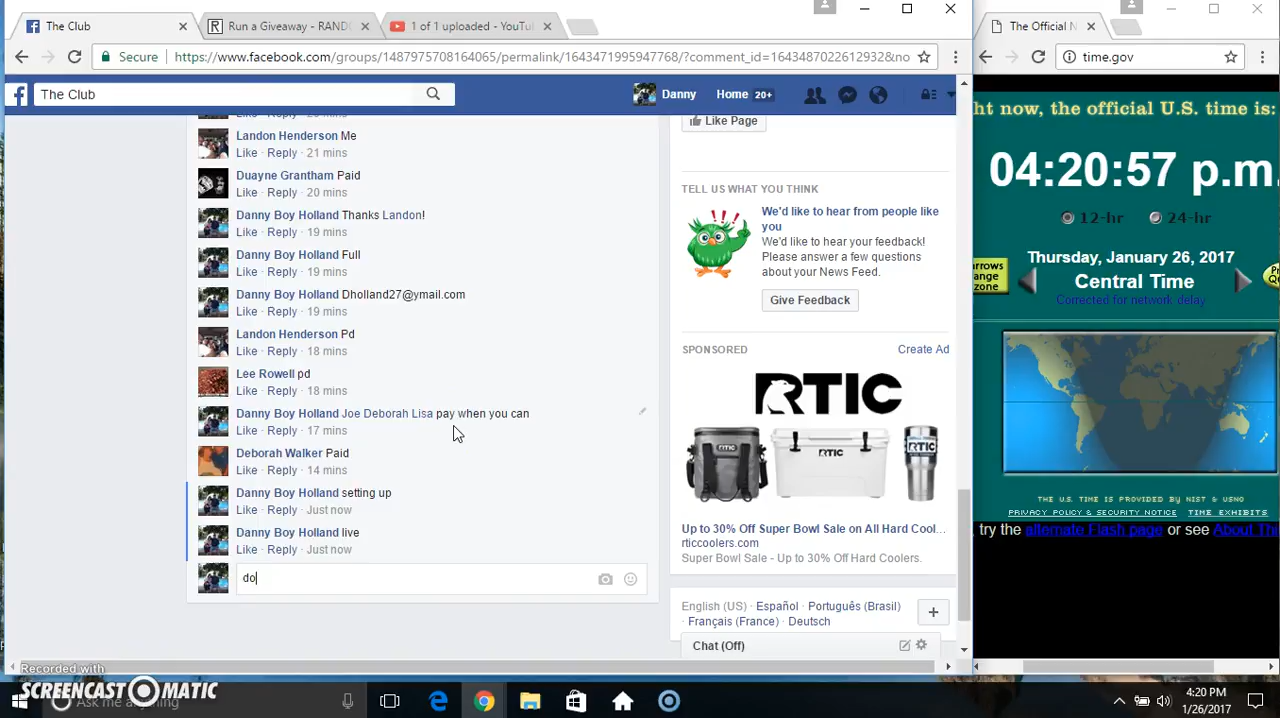 The Club
Run a Giveaway - RAND
1 of 1 uploaded - YouTu
The Official N
Secure https://www.facebook.com/groups/1487975708164065/permalink/1643471995947768/?comment_id=1643487022612932&no
time.gov
The Club
Danny
Home 20+
Landon Henderson Me
Like · Reply · 21 mins
Duayne Grantham Paid
Like · Reply · 20 mins
Danny Boy Holland Thanks Landon!
Like · Reply · 19 mins
Danny Boy Holland Full
Like · Reply · 19 mins
Danny Boy Holland Dholland27@ymail.com
Like · Reply · 19 mins
Landon Henderson Pd
Like · Reply · 18 mins
Lee Rowell pd
Like · Reply · 18 mins
Danny Boy Holland Joe Deborah Lisa pay when you can
Like · Reply · 17 mins
Deborah Walker Paid
Like · Reply · 14 mins
Danny Boy Holland setting up
Like · Reply · Just now
Danny Boy Holland live
Like · Reply · Just now
do
Like Page
TELL US WHAT YOU THINK
We'd like to hear from people like
you
We'd like to hear your feedback!
Please answer a few questions
about your News Feed.
Give Feedback
SPONSORED
Create Ad
RTIC
RTIC
RTIC
Up to 30% Off Super Bowl Sale on All Hard Cool...
rticcoolers.com
Super Bowl Sale - Up to 30% Off Hard Coolers.
English (US) · Español · Português (Brasil)
· Français (France) · Deutsch
Chat (Off)
ht now, the official U.S. time is:
04:20:57 p.m.
12-hr 24-hr
Thursday, January 26, 2017
Central Time
Corrected for network delay
arrows
ange
zone
THE U.S. TIME IS PROVIDED BY NIST & USNO
PRIVACY POLICY & SECURITY NOTICE TIME EXHIBITS
, try the alternate Flash page or see About Thi
Recorded with
SCREENCAST-O-MATIC
Ask me anything
4:20 PM
1/26/2017